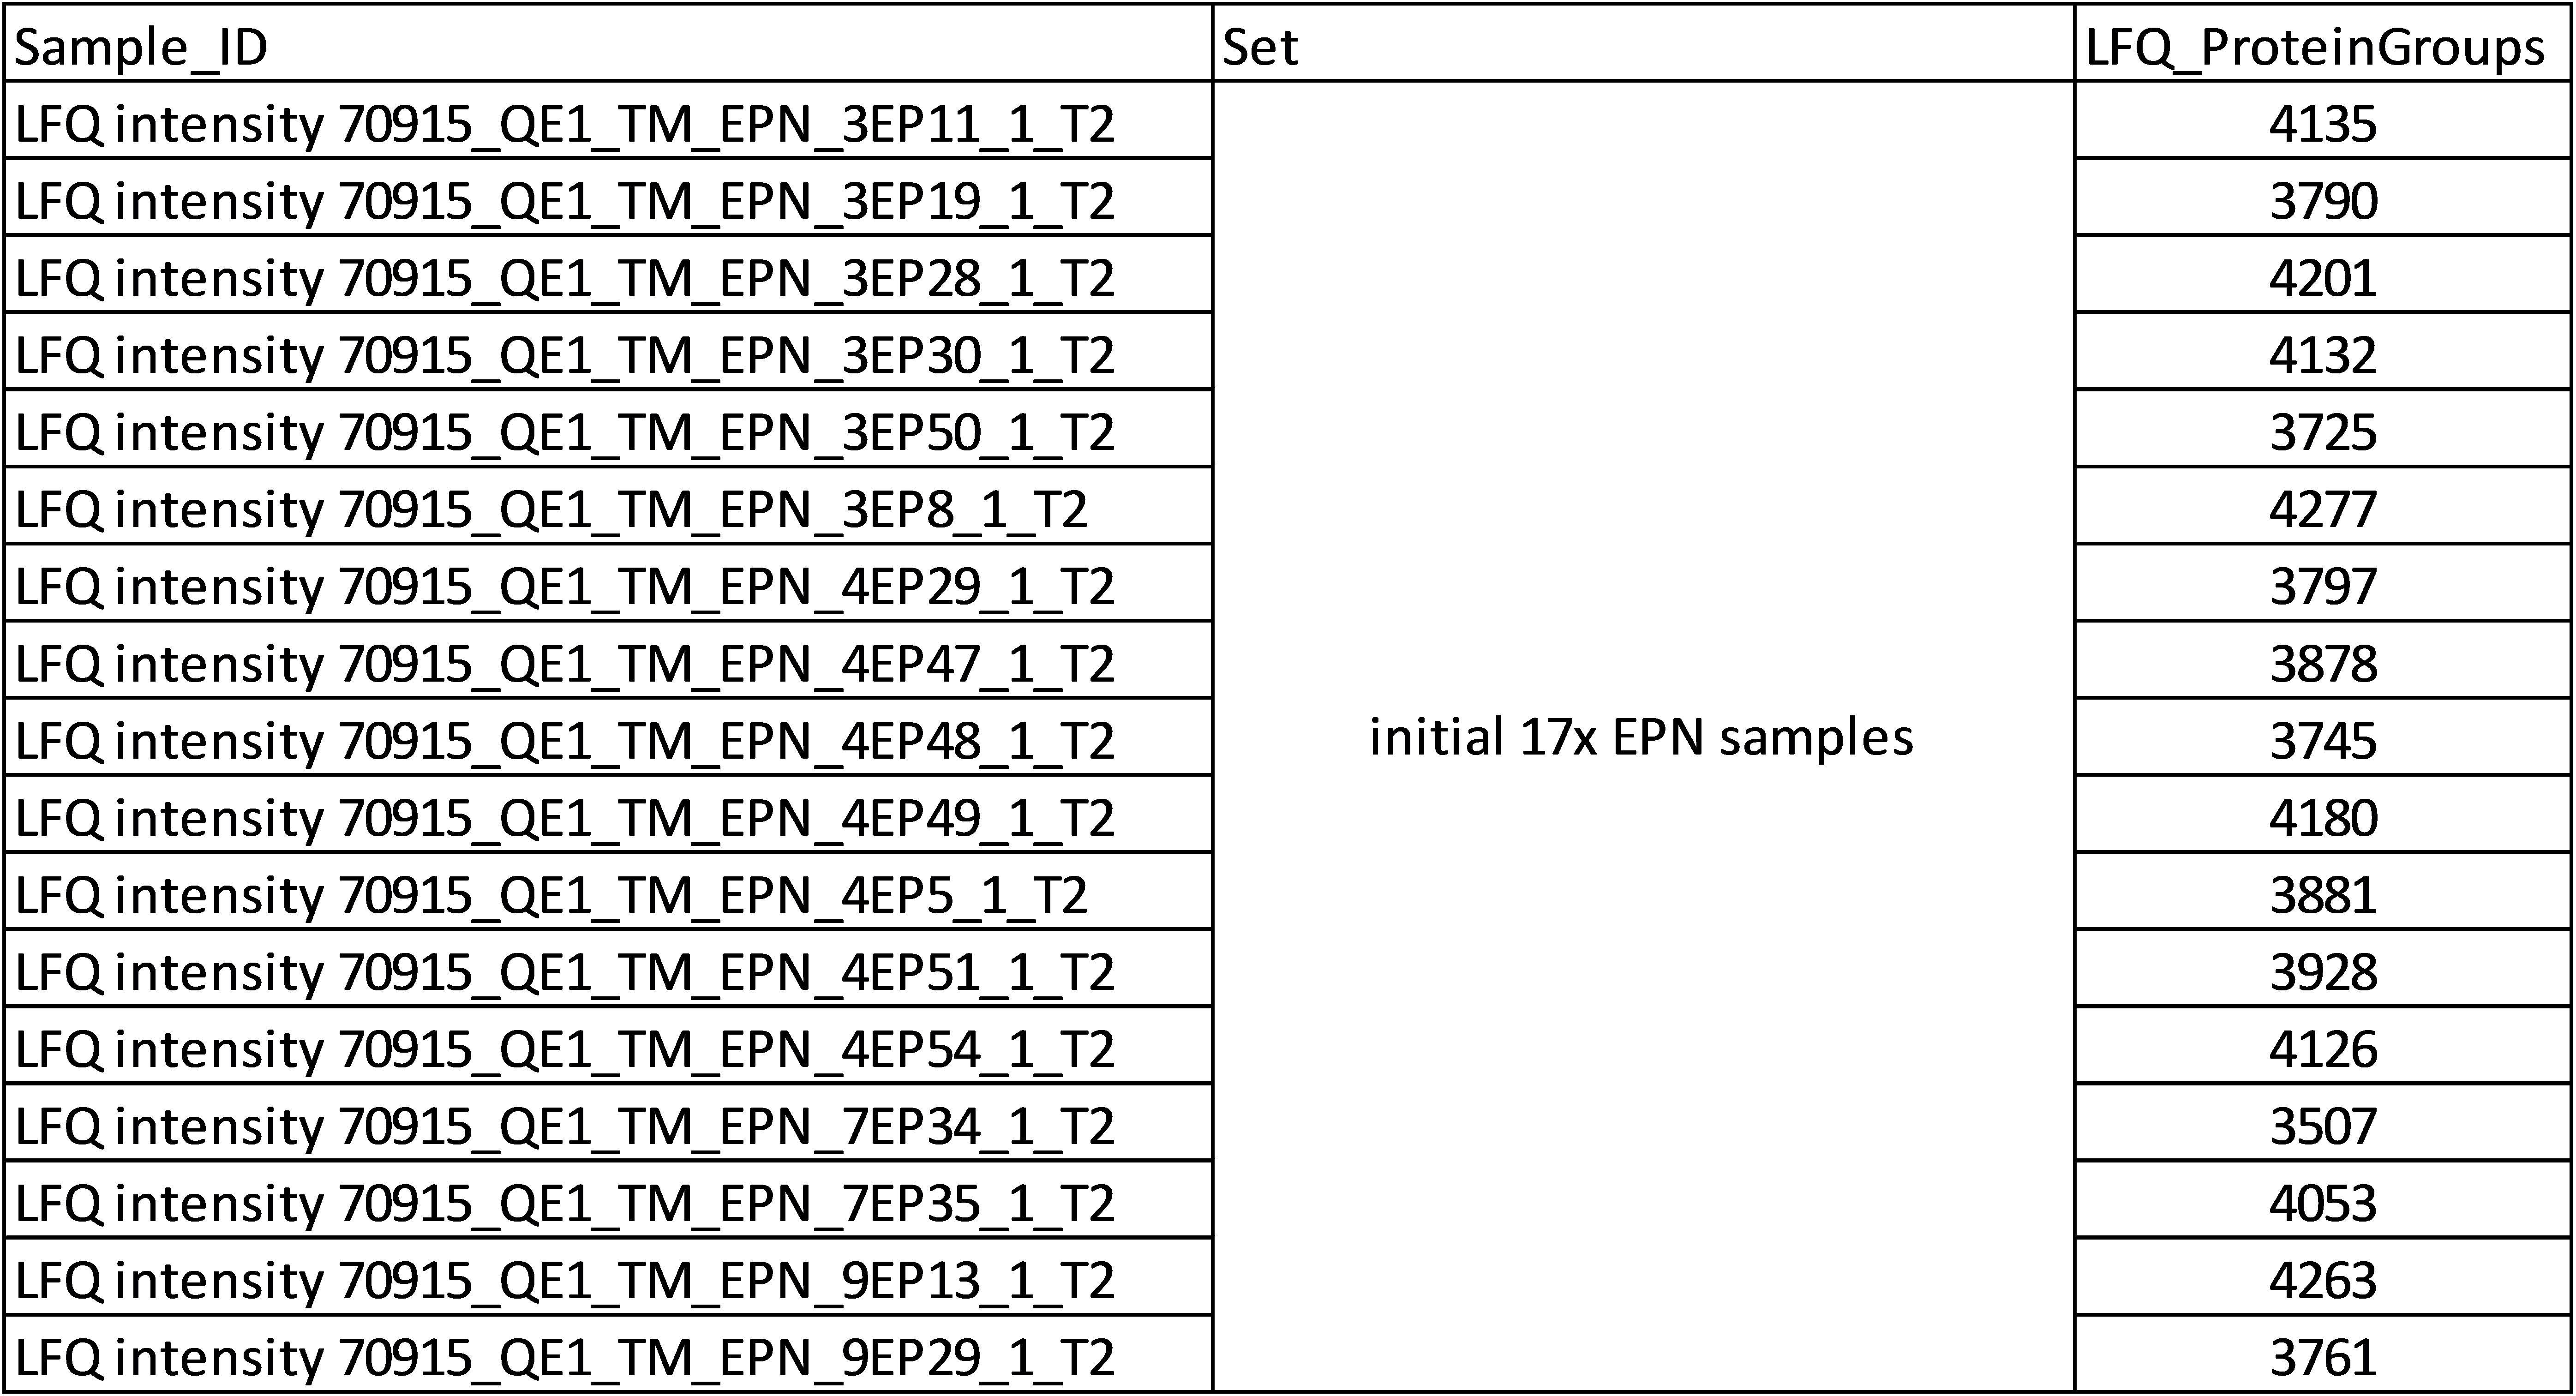 Sample_ID Set LFQ_ProteinGroups
LFQ intensity 70915_QE1_TM_EPN_3EP11_1_T2 4135
LFQ intensity 70915_QE1_TM_EPN_3EP19_1_T2 3790
LFQ intensity 70915_QE1_TM_EPN_3EP28_1_T2 4201
LFQ intensity 70915_QE1_TM_EPN_3EP30_1_T2 4132
LFQ intensity 70915_QE1_TM_EPN_3EP50_1_T2 3725
LFQ intensity 70915_QE1_TM_EPN_3EP8_1_T2 4277
LFQ intensity 70915_QE1_TM_EPN_4EP29_1_T2 3797
LFQ intensity 70915_QE1_TM_EPN_4EP47_1_T2 3878
LFQ intensity 70915_QE1_TM_EPN_4EP48_1_T2 initial 17x EPN samples 3745
LFQ intensity 70915_QE1_TM_EPN_4EP49_1_T2 4180
LFQ intensity 70915_QE1_TM_EPN_4EP5_1_T2 3881
LFQ intensity 70915_QE1_TM_EPN_4EP51_1_T2 3928
LFQ intensity 70915_QE1_TM_EPN_4EP54_1_T2 4126
LFQ intensity 70915_QE1_TM_EPN_7EP34_1_T2 3507
LFQ intensity 70915_QE1_TM_EPN_7EP35_1_T2 4053
LFQ intensity 70915_QE1_TM_EPN_9EP13_1_T2 4263
LFQ intensity 70915_QE1_TM_EPN_9EP29_1_T2 3761